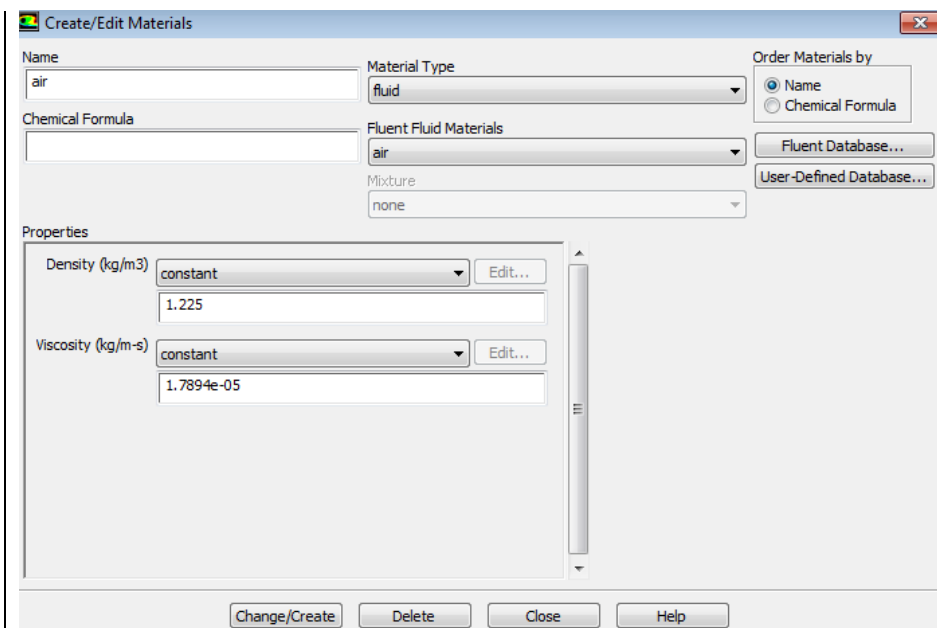 Create/Edit Materials
Name
air
Chemical Formula
Material Type
fluid
Fluent Fluid Materials
air
Mixture
none
Order Materials by
Name
Chemical Formula
Fluent Database...
User-Defined Database...
Properties
Density (kg/m3) constant Edit...
1.225
Viscosity (kg/m-s) constant Edit...
1.7894e-05
Change/Create Delete Close Help